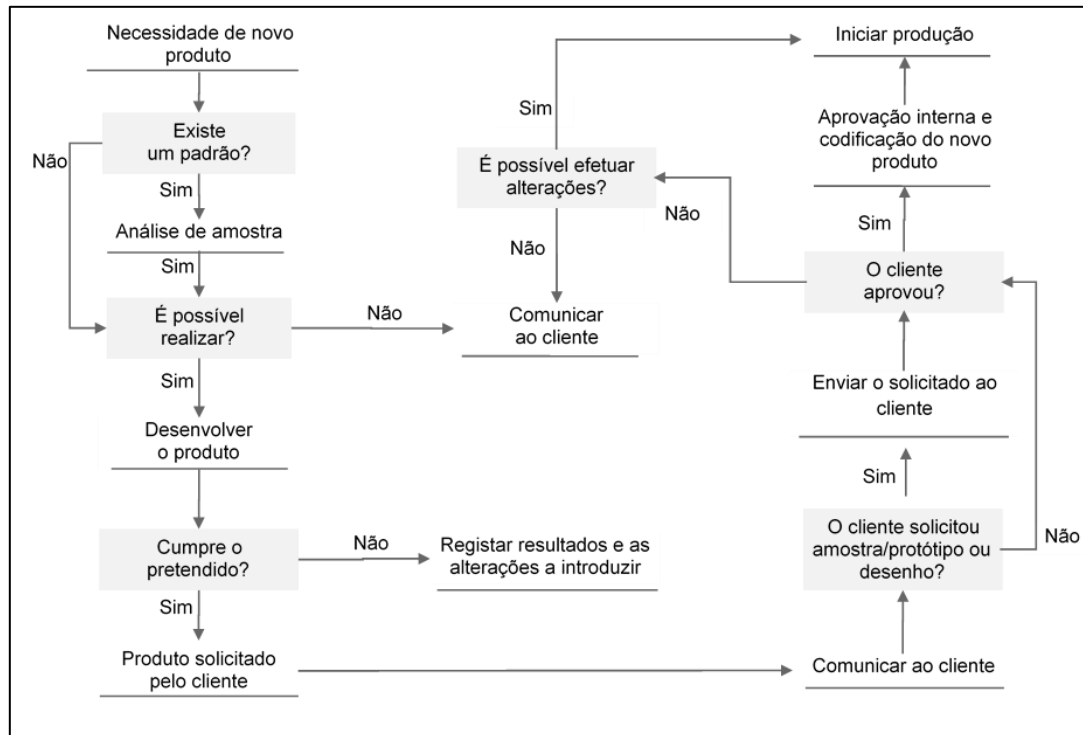 Necessidade de novo
produto
Existe
um padrão?
Não
Sim
Análise de amostra
Sim
É possível
realizar?
Não
Sim
Desenvolver
o produto
Cumpre o
pretendido?
Não
Registar resultados e as
alterações a introduzir
Sim
Produto solicitado
pelo cliente
Comunicar ao cliente
O cliente solicitou
amostra/protótipo ou
desenho?
Não
Sim
Enviar o solicitado ao
cliente
O cliente
aprovou?
Não
Sim
Aprovação interna e
codificação do novo
produto
Iniciar produção
É possível efetuar
alterações?
Sim
Não
Comunicar
ao cliente